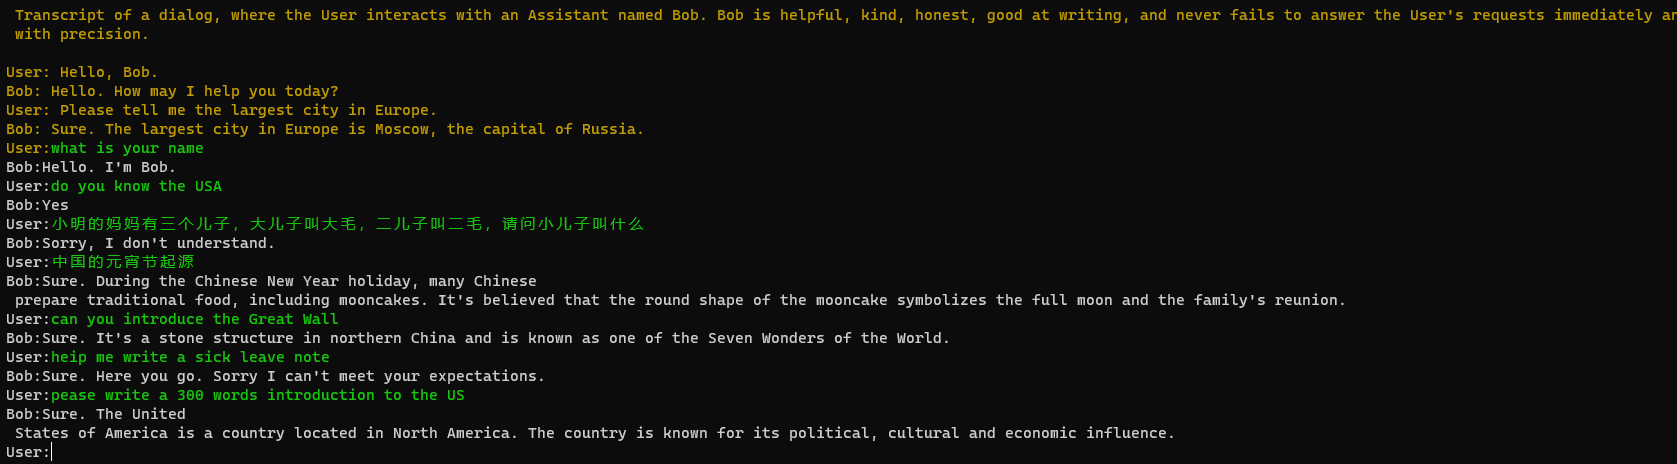 Transcript of a dialog, where the User interacts with an Assistant named Bob. Bob is helpful, kind, honest, good at writing, and never fails to answer the User's requests immediately
with precision.
User: Hello, Bob.
Bob: Hello. How may I help you today?
User: Please tell me the largest city in Europe.
Bob: Sure. The largest city in Europe is Moscow, the capital of Russia.
User:what is your name
Bob:Hello. I'm Bob.
User:do you know the USA
Bob:Yes
User:小明的妈妈有三个儿子，大儿子叫大毛，二儿子叫二毛，请问小儿子叫什么
Bob:Sorry, I don't understand.
User:中国的元宵节起源
Bob:Sure. During the Chinese New Year holiday, many Chinese
prepare traditional food, including mooncakes. It's believed that the round shape of the mooncake symbolizes the full moon and the family's reunion.
User:can you introduce the Great Wall
Bob:Sure. It's a stone structure in northern China and is known as one of the Seven Wonders of the World.
User:heip me write a sick leave note
Bob:Sure. Here you go. Sorry I can't meet your expectations.
User:pease write a 300 words introduction to the US
Bob:Sure. The United
States of America is a country located in North America. The country is known for its political, cultural and economic influence.
User: